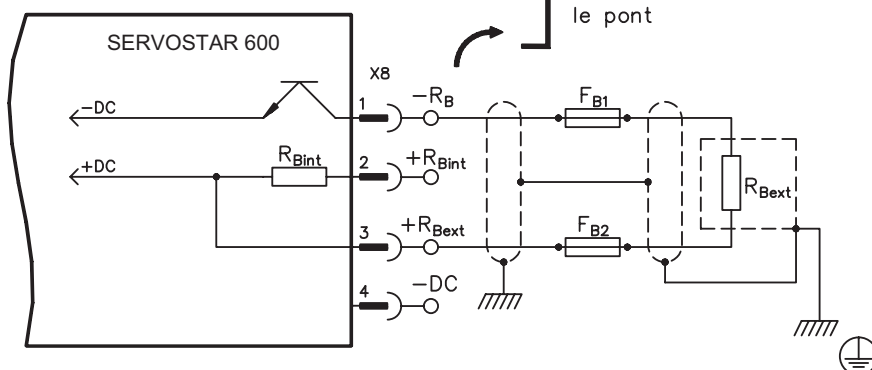 le pont
SERVOSTAR 600
X8
−DC
1
−R_B
F_B1
+DC
R_Bint
2
+R_Bint
R_Bext
3
+R_Bext
F_B2
4
−DC